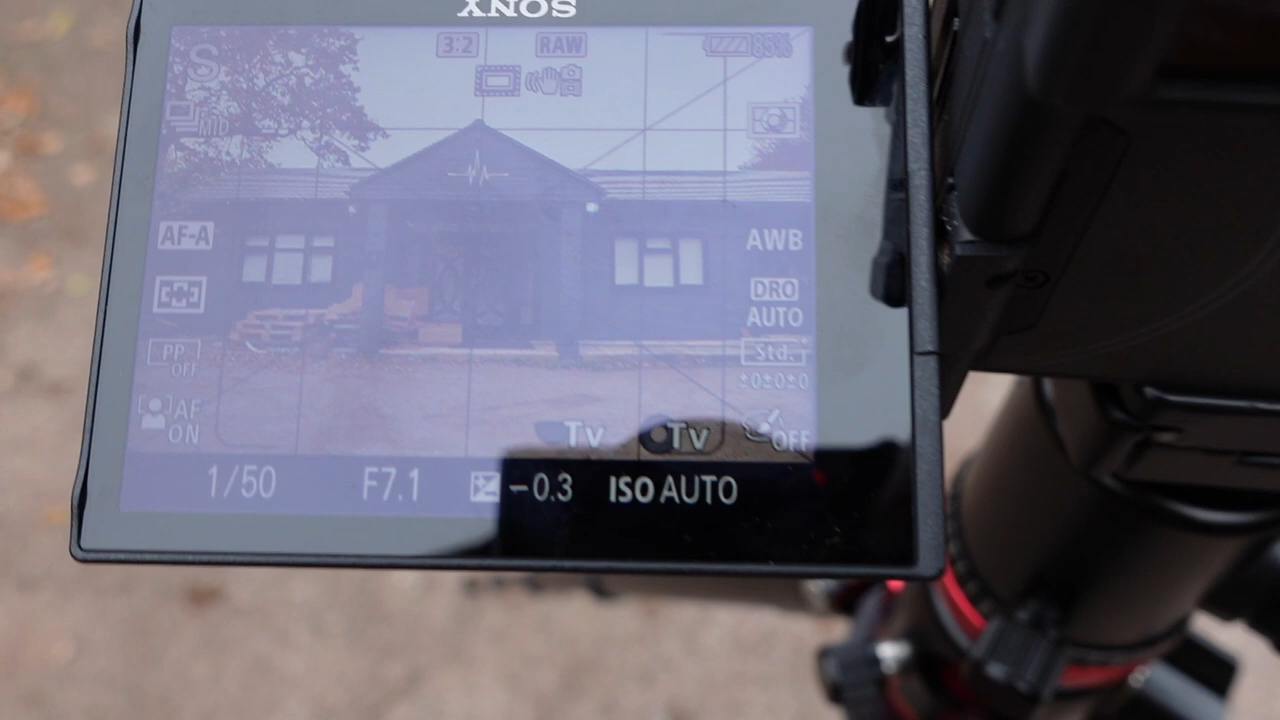 SONY
S
3:2
RAW
85%
MID
AF-A
AWB
DRO
AUTO
PP
OFF
Std.
±0±0±0
AF
ON
Tv
Tv
OFF
1/50
F7.1
−0.3
ISO AUTO